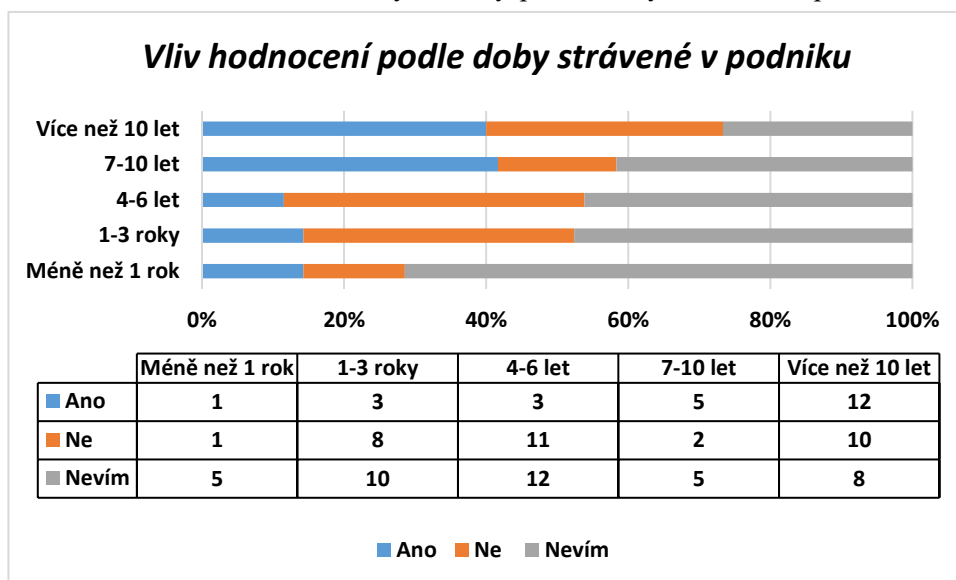 Vliv hodnocení podle doby strávené v podniku
Více než 10 let
7-10 let
4-6 let
1-3 roky
Méně než 1 rok
0% 20% 40% 60% 80% 100%
Méně než 1 rok 1-3 roky 4-6 let 7-10 let Více než 10 let
Ano 1 3 3 5 12
Ne 1 8 11 2 10
Nevím 5 10 12 5 8
Ano Ne Nevím